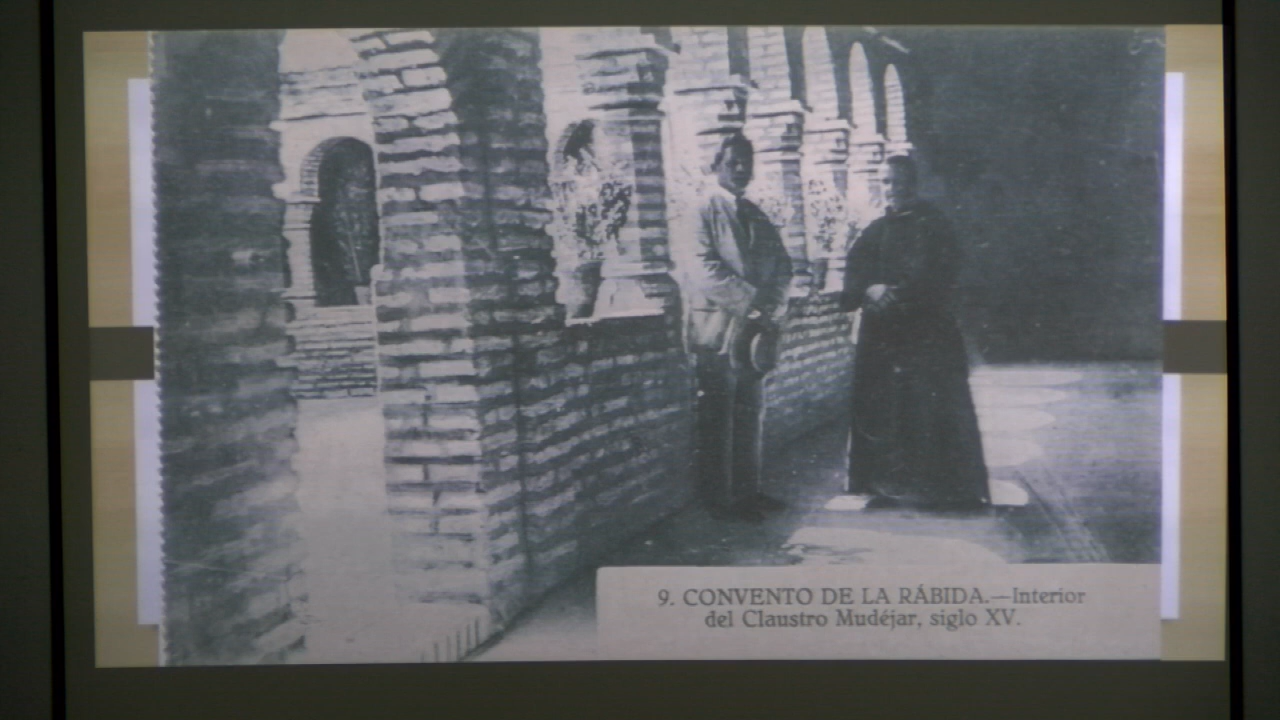 9. CONVENTO DE LA RÁBIDA.—Interior
del Claustro Mudéjar, siglo XV.